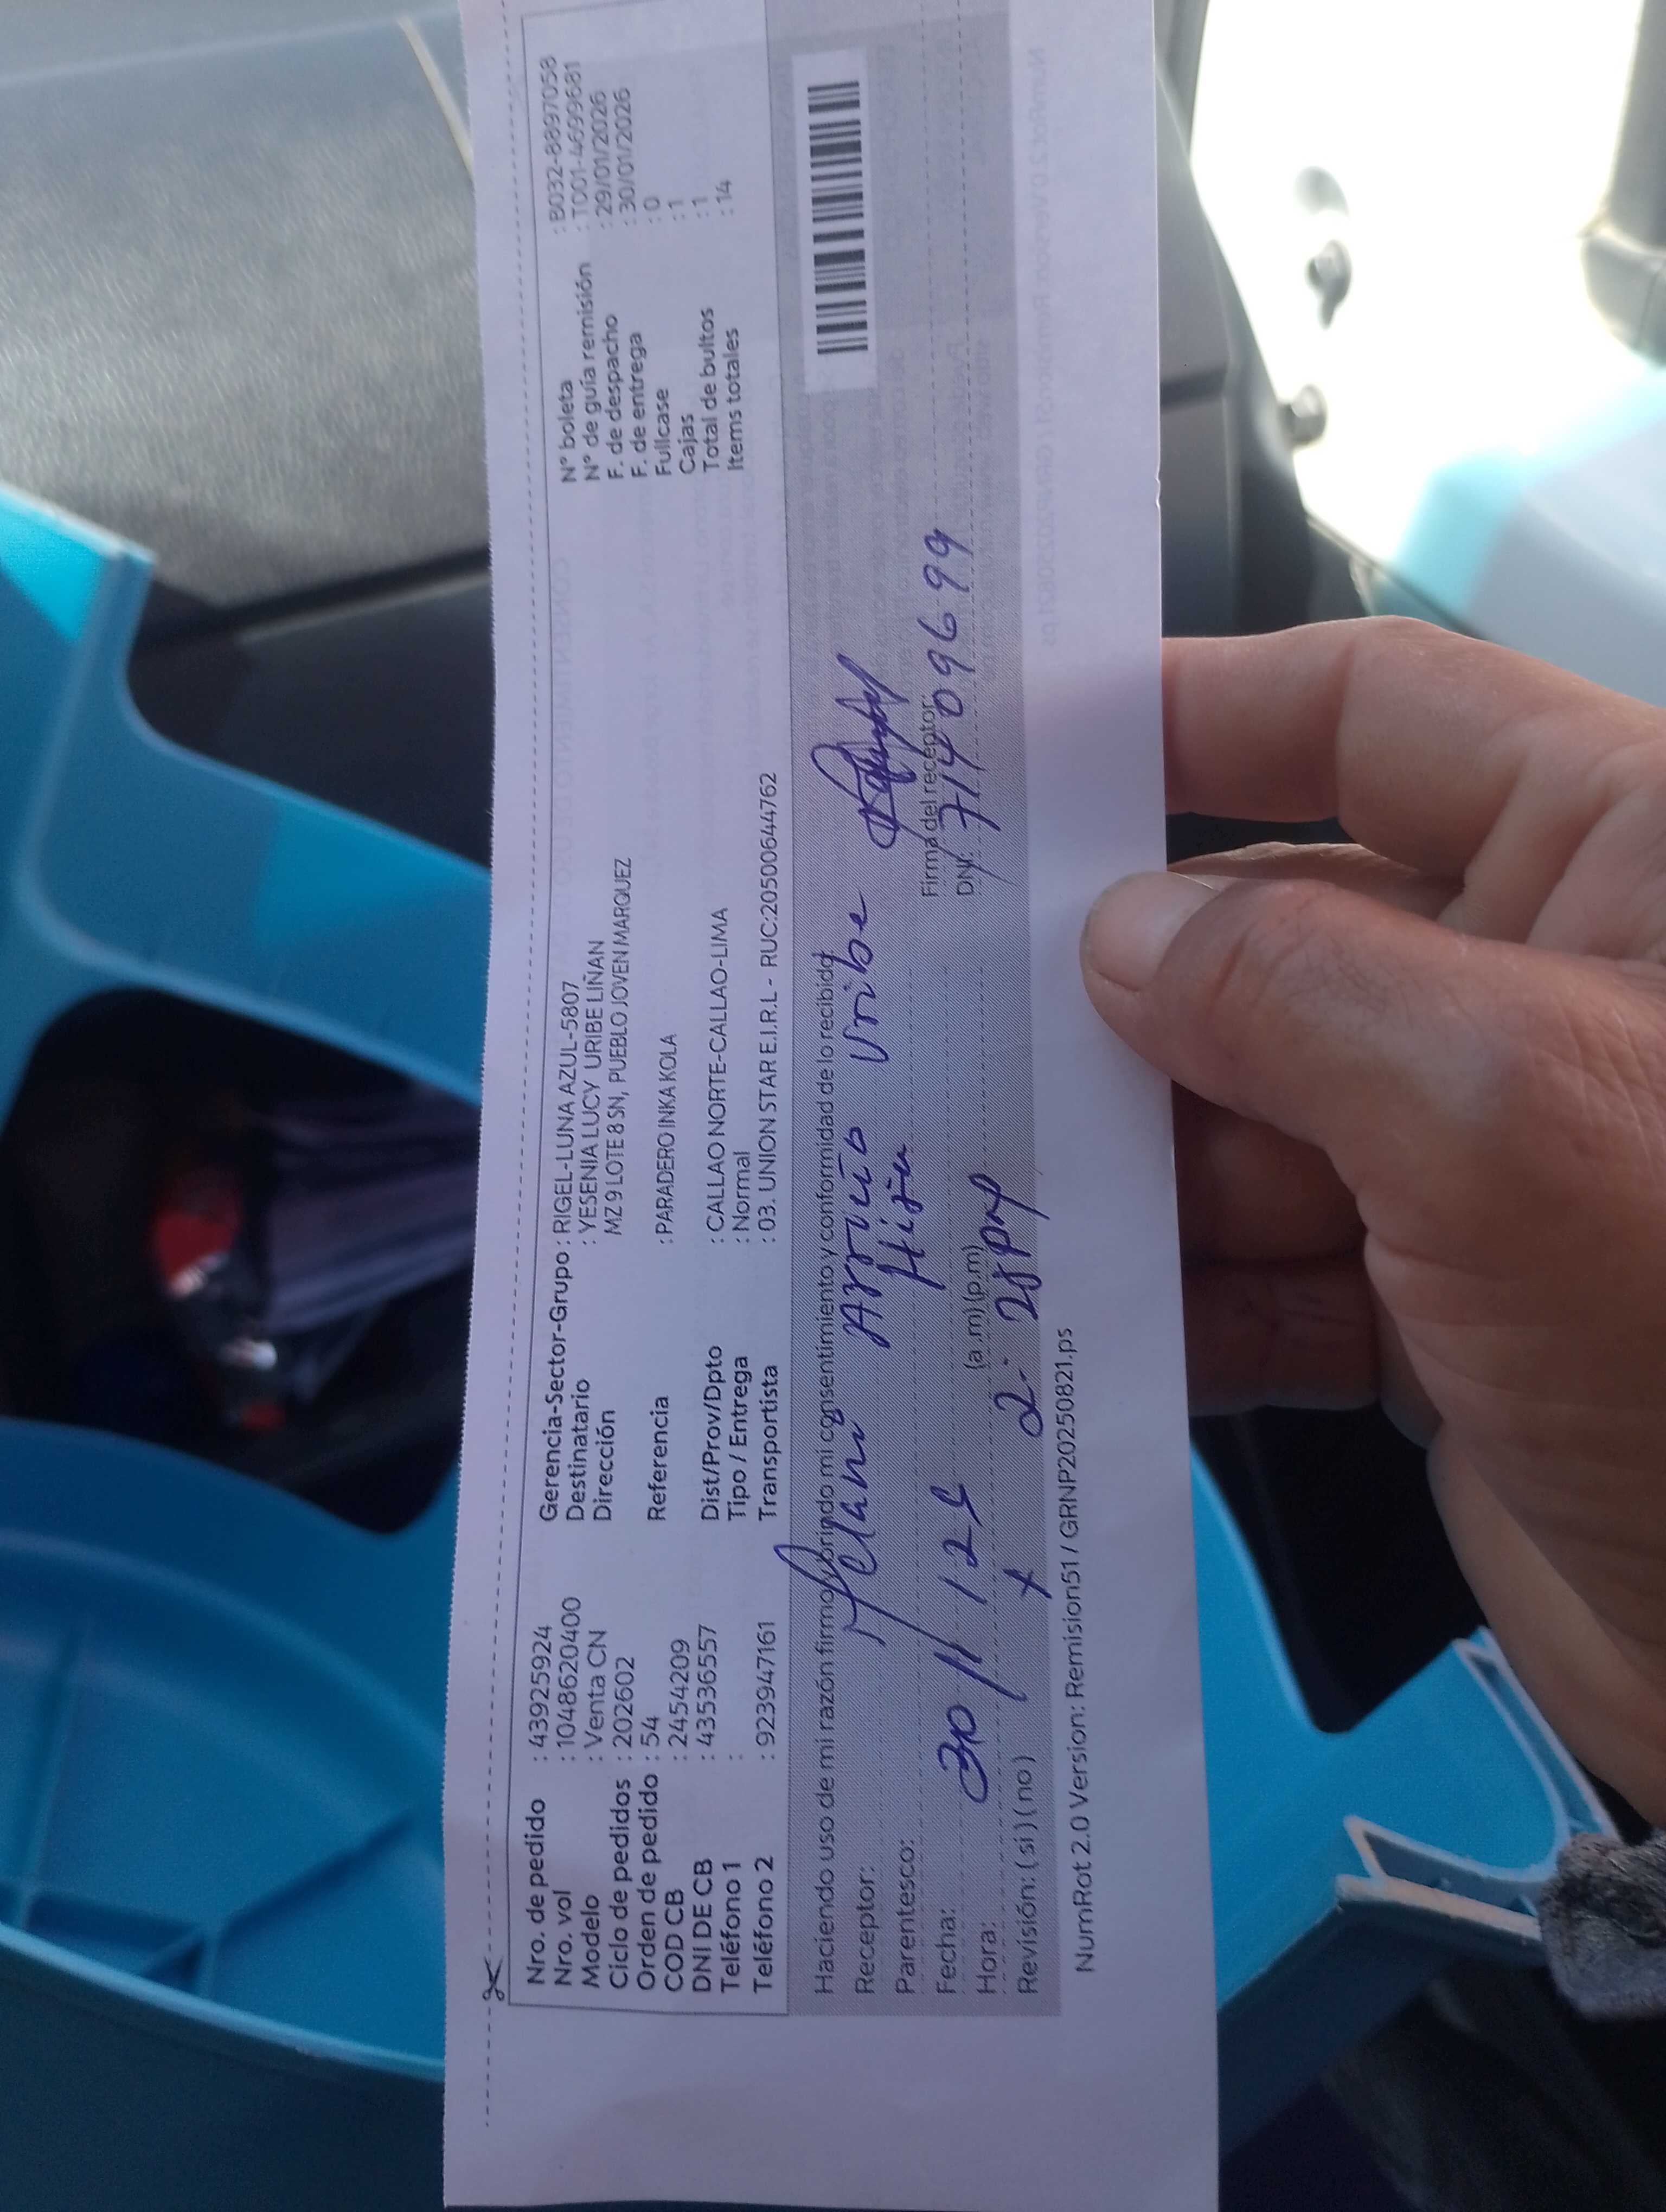 Nro. de pedido : 43925924 Gerencia-Sector-Grupo : RIGEL-LUNA AZUL-5807 N° boleta : B032-8897058
Nro. vol : 1048620400 Destinatario : YESENIA LUCY URIBE LIÑAN N° de guía remisión : T001-4699681
Modelo : Venta CN Dirección MZ 9 LOTE 8 SN, PUEBLO JOVEN MARQUEZ F. de despacho : 29/01/2026
Ciclo de pedidos : 202602 F. de entrega : 30/01/2026
Orden de pedido : 54 Referencia : PARADERO INKA KOLA Fullcase : 0
COD CB : 2454209 Cajas : 1
DNI DE CB : 43536557 Dist/Prov/Dpto : CALLAO NORTE-CALLAO-LIMA Total de bultos : 1
Teléfono 1 : Tipo / Entrega : Normal Items totales : 14
Teléfono 2 : 923947161 Transportista : 03. UNION STAR E.I.R.L - RUC:20500644762
Haciendo uso de mi razón firmo brindo mi consentimiento y conformidad de lo recibido
Receptor: Uribe
Parentesco: Hija
Firma del receptor:
Fecha: 30/1
DNI: 71409699
Hora: (a.m)(p.m) 2:28 pm
Revisión: (si) (no)
NumRot 2.0 Version: Remision51 / GRNP20250821.ps